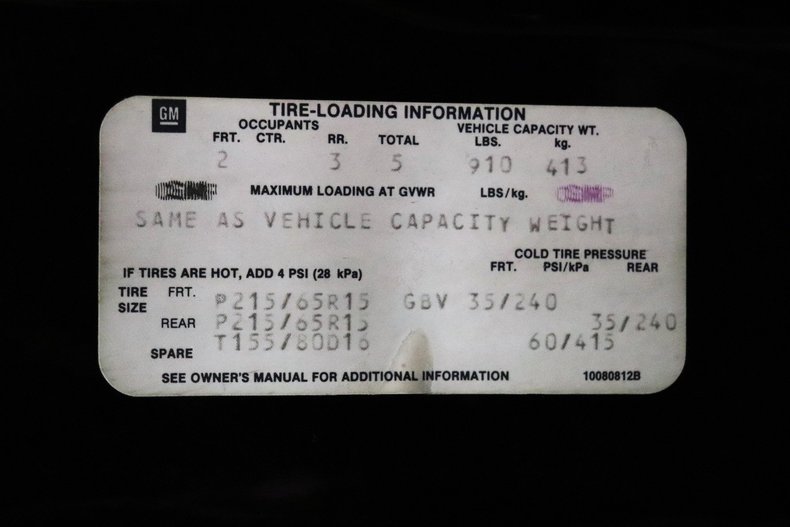 GM TIRE-LOADING INFORMATION
OCCUPANTS VEHICLE CAPACITY WT.
FRT. CTR. RR. TOTAL LBS. kg.
2 3 5 910 413
MAXIMUM LOADING AT GVWR LBS/kg.
SAME AS VEHICLE CAPACITY WEIGHT
COLD TIRE PRESSURE
IF TIRES ARE HOT, ADD 4 PSI (28 kPa) FRT. PSI/kPa REAR
TIRE SIZE FRT. P215/65R15 GBV 35/240
REAR P215/65R15 35/240
SPARE T155/80D16 60/415
SEE OWNER'S MANUAL FOR ADDITIONAL INFORMATION 10080812B